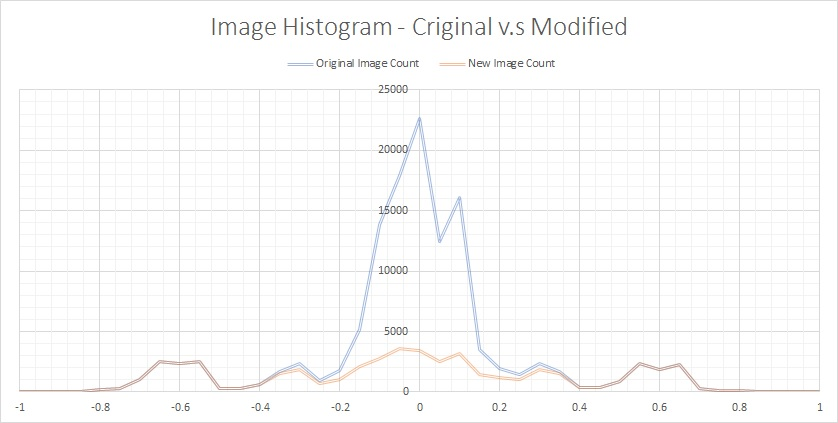 Image Histogram - Criginal v.s Modified
Original Image Count New Image Count
25000
20000
15000
10000
5000
0
-1 -0.8 -0.6 -0.4 -0.2 0 0.2 0.4 0.6 0.8 1